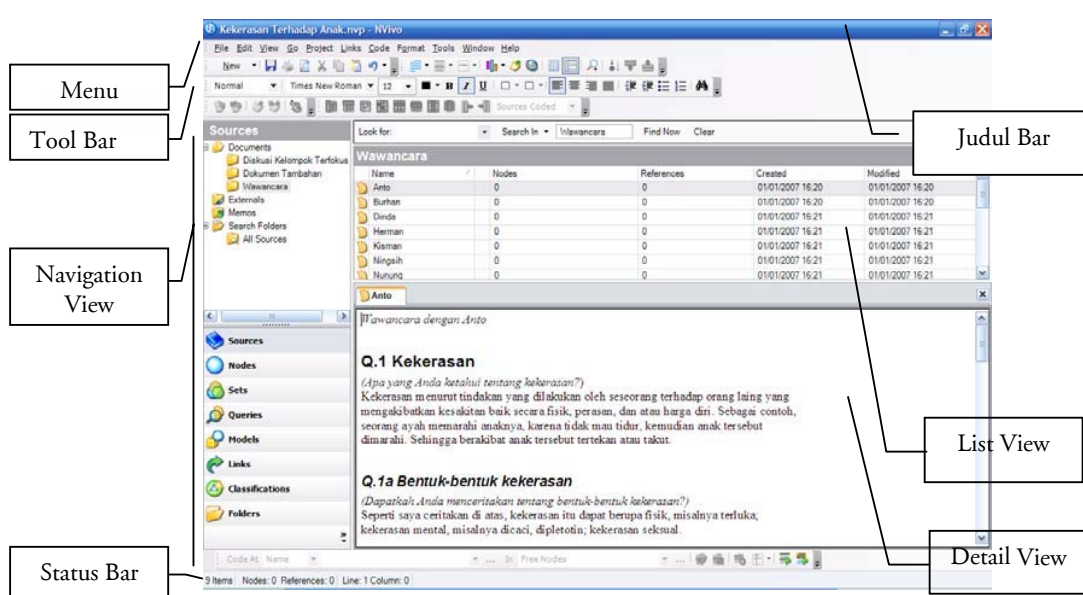 Kekerasan Terhadap Anak.nvp - NVivo
File Edit View Go Project Links Code Format Tools Window Help
New
Normal Times New Roman 12 B I U
Sources Coded
Menu
Tool Bar
Judul Bar
Sources
Look for: Search In Wawancara Find Now Clear
Documents
Diskusi Kelompok Terfokus
Dokumen Tambahan
Wawancara
Externals
Memos
Search Folders
All Sources
Wawancara
Name Nodes References Created Modified
Anto 0 0 01/01/2007 16:20 01/01/2007 16:20
Burhan 0 0 01/01/2007 16:20 01/01/2007 16:20
Dinda 0 0 01/01/2007 16:21 01/01/2007 16:21
Herman 0 0 01/01/2007 16:21 01/01/2007 16:21
Kisman 0 0 01/01/2007 16:21 01/01/2007 16:21
Ningsih 0 0 01/01/2007 16:21 01/01/2007 16:21
Nunung 0 0 01/01/2007 16:21 01/01/2007 16:21
Navigation
View
Anto
Wawancara dengan Anto
Q.1 Kekerasan
(Apa yang Anda ketahui tentang kekerasan?)
Kekerasan menurut tindakan yang dilakukan oleh seseorang terhadap orang laing yang
mengakibatkan kesakitan baik secara fisik, perasan, dan atau harga diri. Sebagai contoh,
seorang ayah memarahi anaknya, karena tidak mau tidur, kemudian anak tersebut
dimarahi. Sehingga berakibat anak tersebut tertekan atau takut.
Q.1a Bentuk-bentuk kekerasan
(Dapatkah Anda menceritakan tentang bentuk-bentuk kekerasan?)
Seperti saya ceritakan di atas, kekerasan itu dapat berupa fisik, misalnya terluka;
kekerasan mental, misalnya dicaci, dipletotin; kekerasan seksual.
Sources
Nodes
Sets
Queries
Models
Links
Classifications
Folders
List View
Detail View
Code At Name ... In Free Nodes ...
Status Bar
9 Items Nodes: 0 References: 0 Line: 1 Column: 0